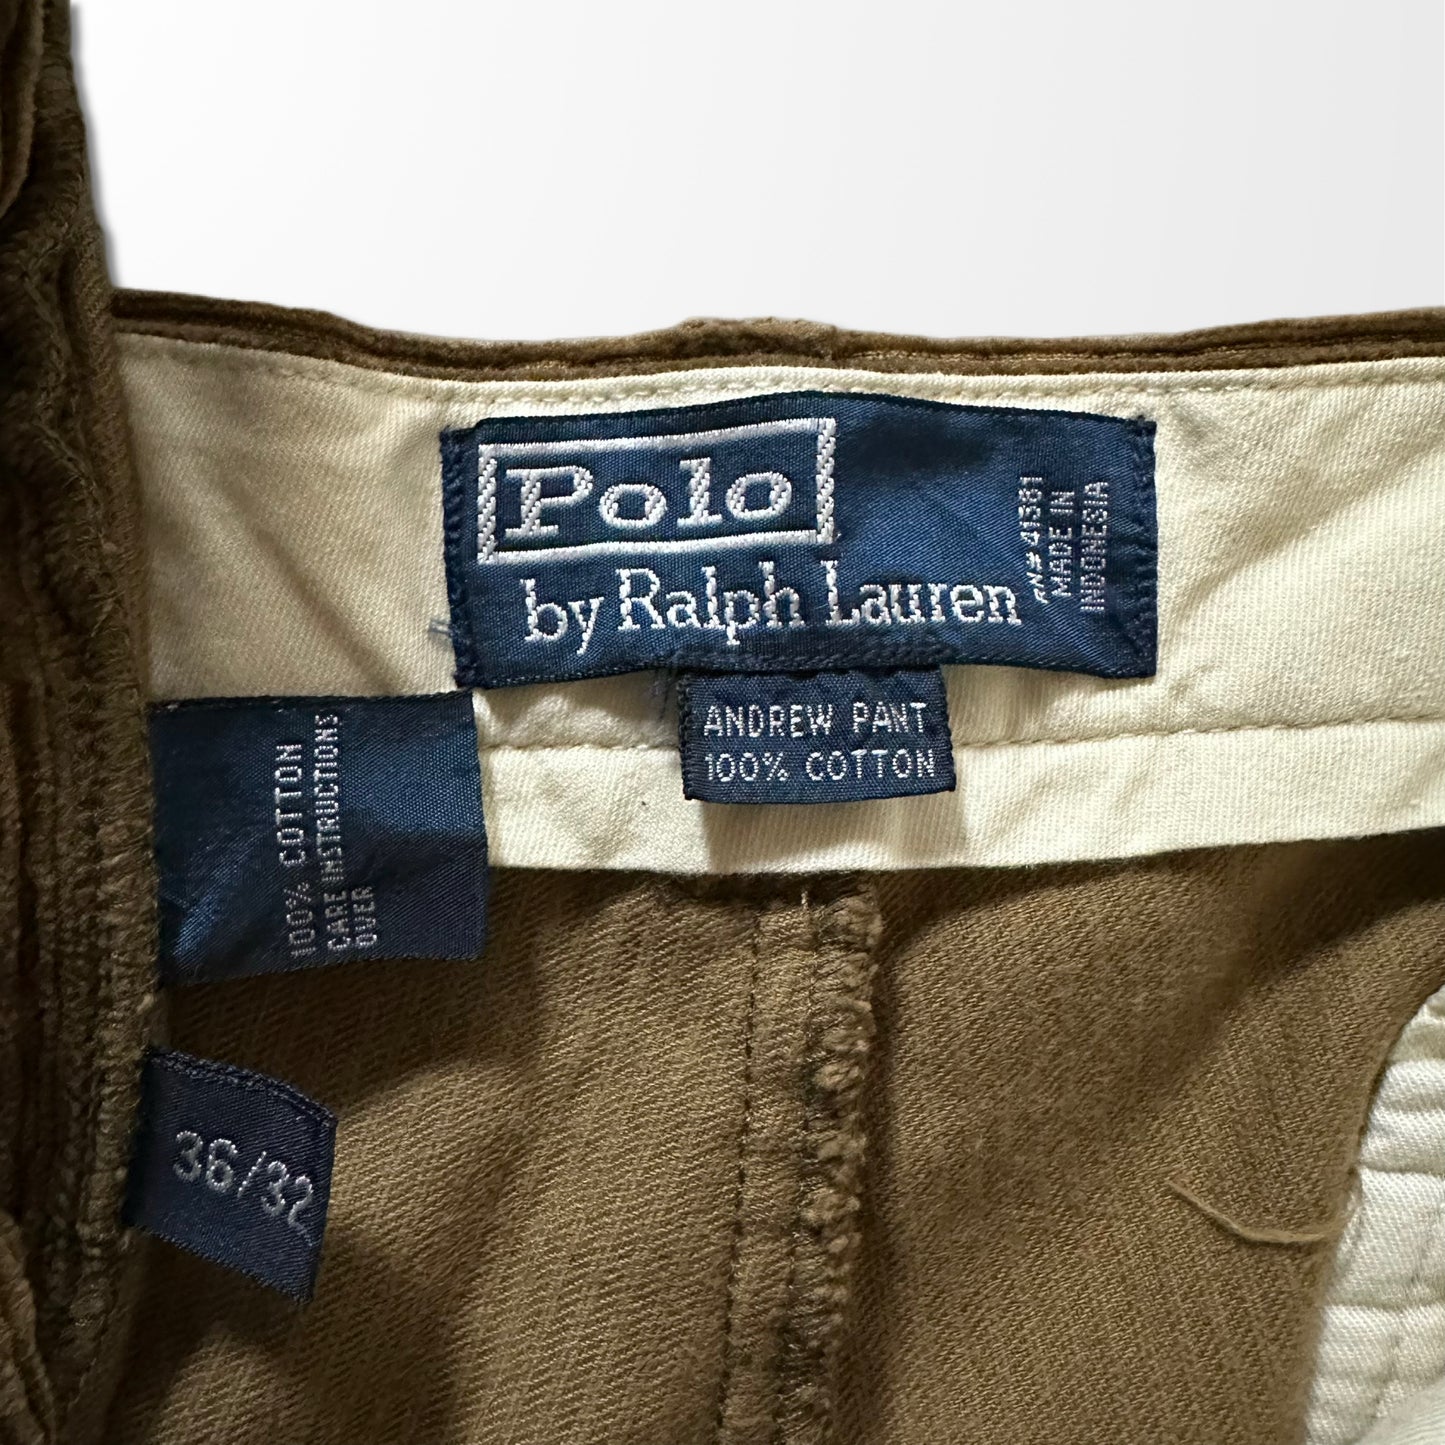 Polo
by Ralph Lauren
RN# 41381
MADE IN
INDONESIA
ANDREW PANT
100% COTTON
100% COTTON
CARE INSTRUCTIONS
OVER
36/32